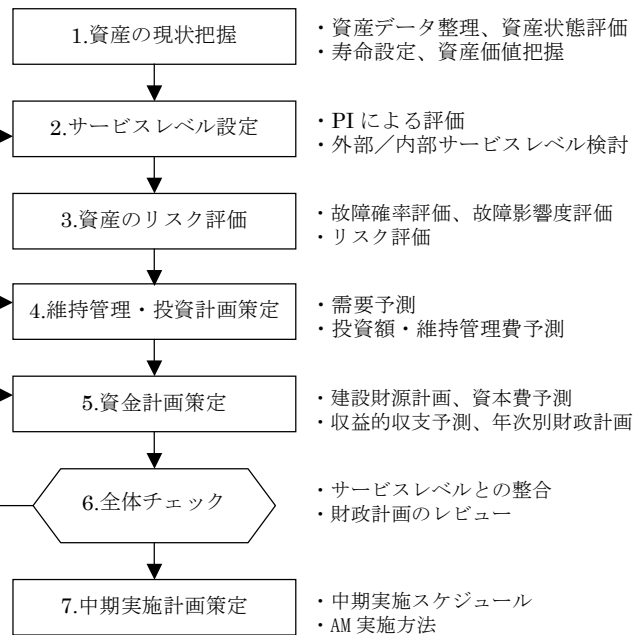 1.資産の現状把握
・資産データ整理、資産状態評価
・寿命設定、資産価値把握
2.サービスレベル設定
・PI による評価
・外部／内部サービスレベル検討
3.資産のリスク評価
・故障確率評価、故障影響度評価
・リスク評価
4.維持管理・投資計画策定
・需要予測
・投資額・維持管理費予測
5.資金計画策定
・建設財源計画、資本費予測
・収益的収支予測、年次別財政計画
6.全体チェック
・サービスレベルとの整合
・財政計画のレビュー
7.中期実施計画策定
・中期実施スケジュール
・AM 実施方法